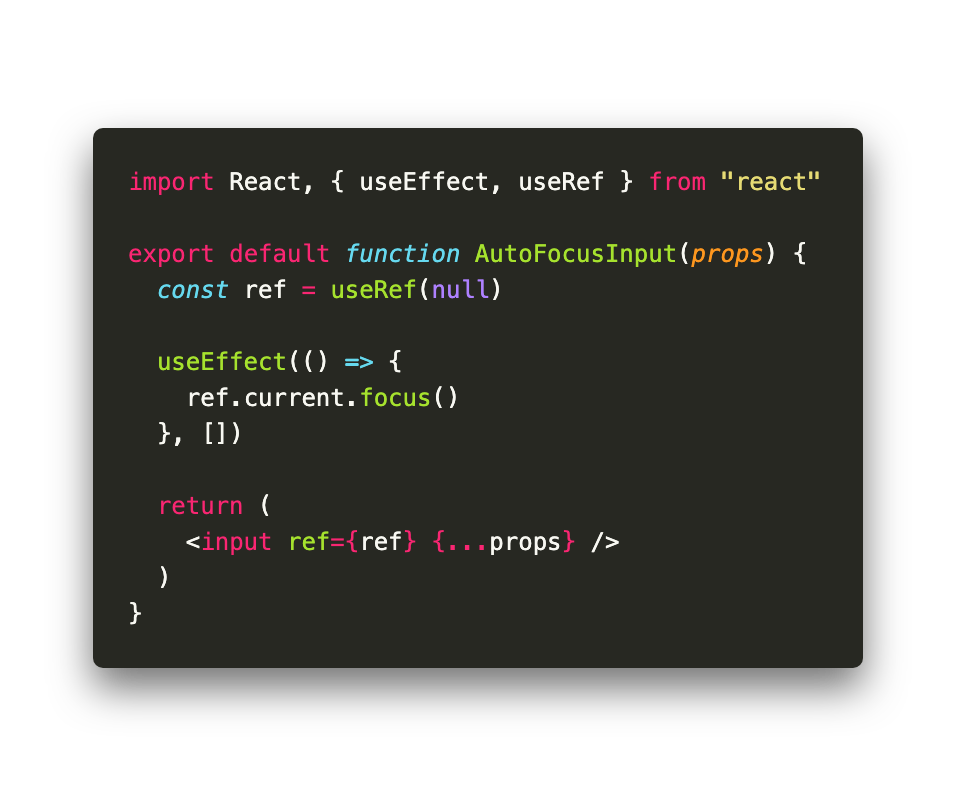 import React, { useEffect, useRef } from "react"
export default function AutoFocusInput(props) {
  const ref = useRef(null)
  useEffect(() => {
    ref.current.focus()
  }, [])
  return (
    <input ref={ref} {...props} />
  )
}